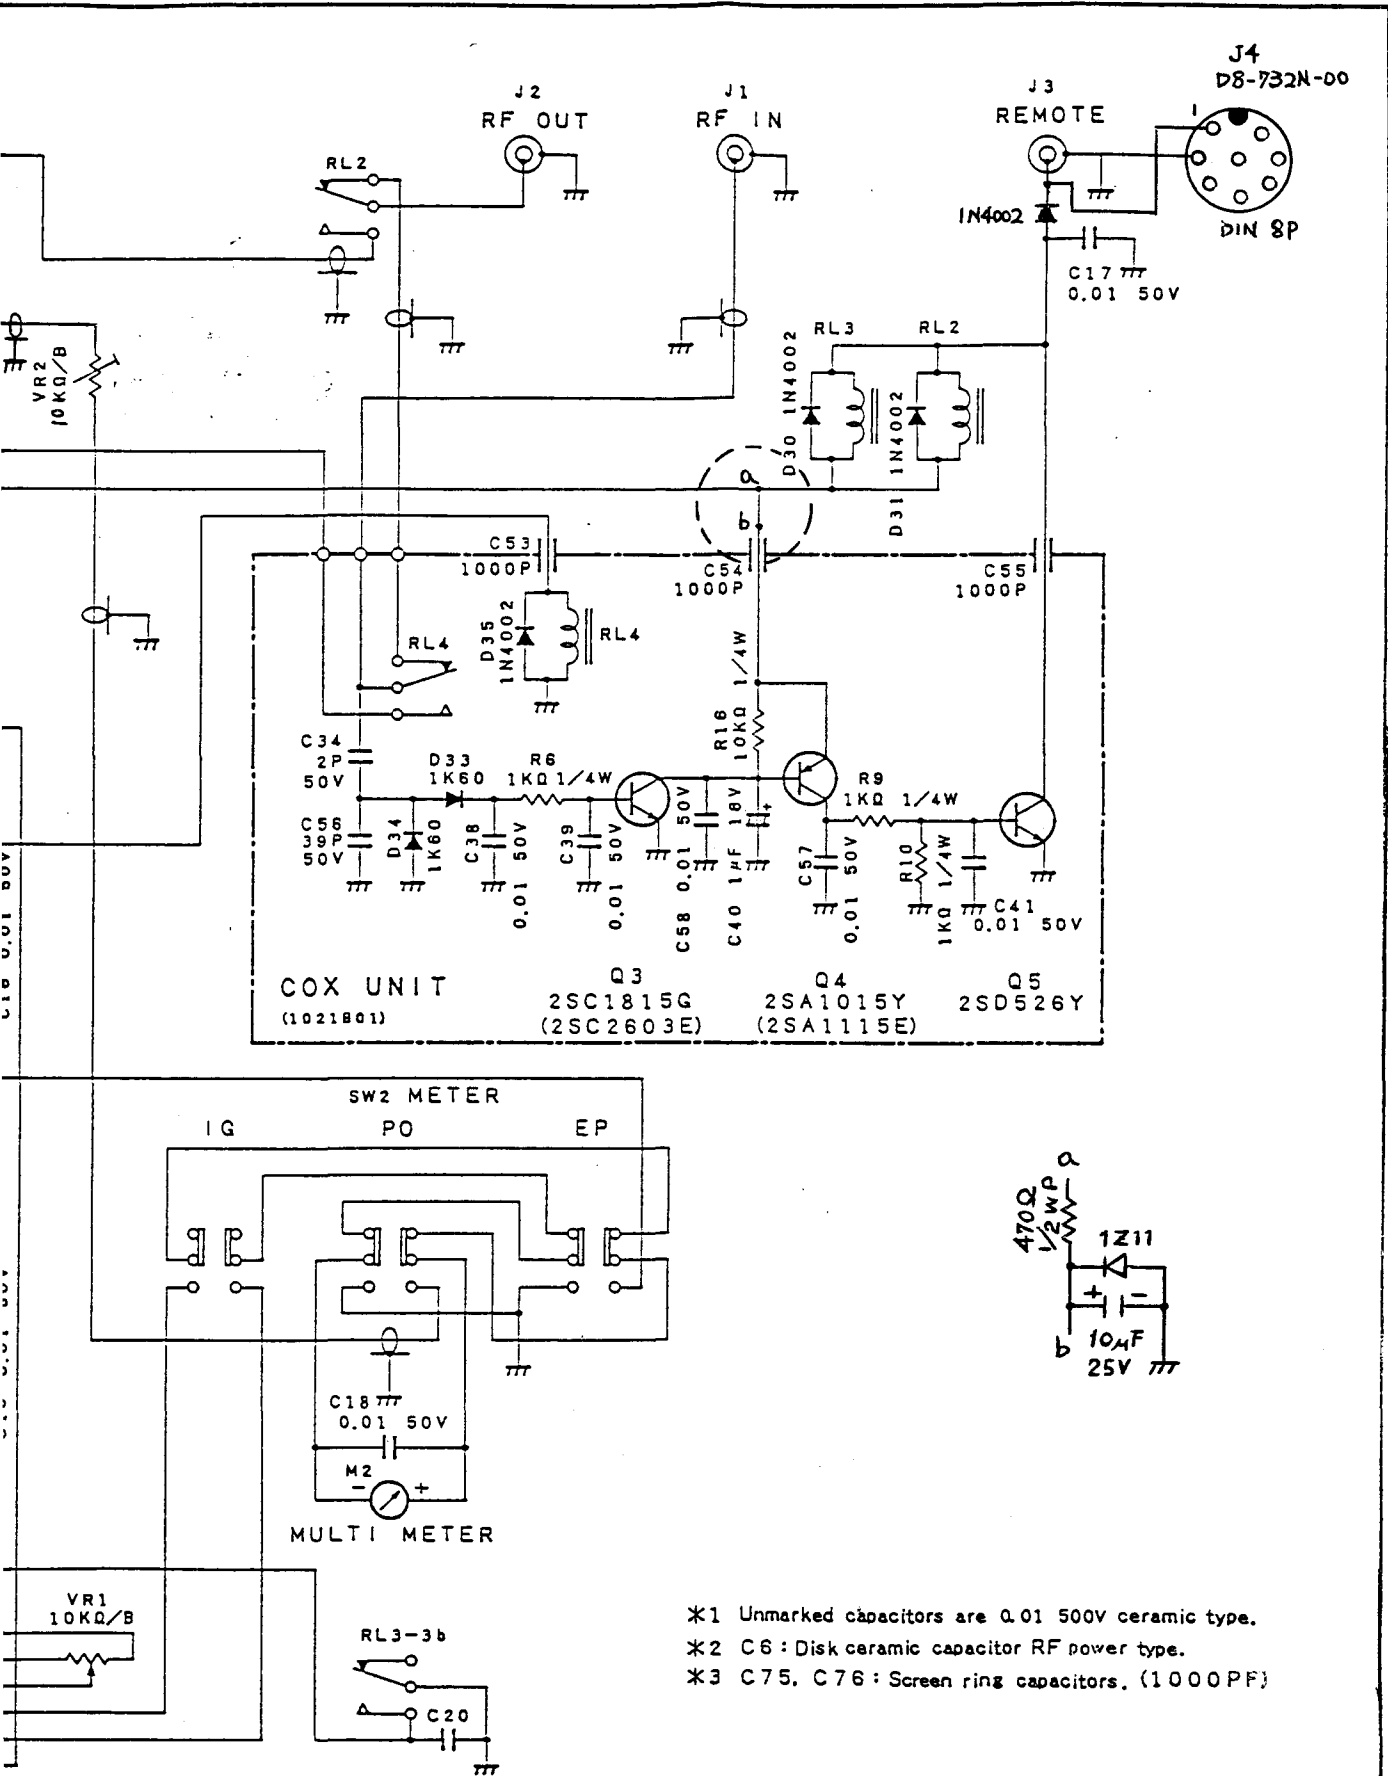 J4
D8-732N-00
J2
RF OUT
J1
RF IN
J3
REMOTE
1
RL2
1N4002
DIN 8P
C17
0.01 50V
VR2
10KΩ/B
RL3
RL2
D30 1N4002
D31 1N4002
a
b
C53
1000P
C54
1000P
C55
1000P
D35
1N4002
RL4
RL4
R16
10KΩ 1/4W
C34
2P
50V
D33
1K60
R6
1KΩ 1/4W
R9
1KΩ 1/4W
C56
39P
50V
D34
1K60
C38
0.01 50V
C39
0.01 50V
C58 0.01 50V
C40 1μF 16V
+
C57
0.01 50V
R10
1KΩ 1/4W
C41
0.01 50V
COX UNIT
(1021801)
Q3
2SC1815G
(2SC2603E)
Q4
2SA1015Y
(2SA1115E)
Q5
2SD526Y
SW2 METER
IG
PO
EP
a
470Ω
1/2WP
1Z11
+ -
b
10μF
25V
C18
0.01 50V
M2
- +
MULTI METER
VR1
10KΩ/B
RL3-3b
C20
*1 Unmarked capacitors are 0.01 500V ceramic type.
*2 C6 : Disk ceramic capacitor RF power type.
*3 C75, C76 : Screen ring capacitors. (1000PF)